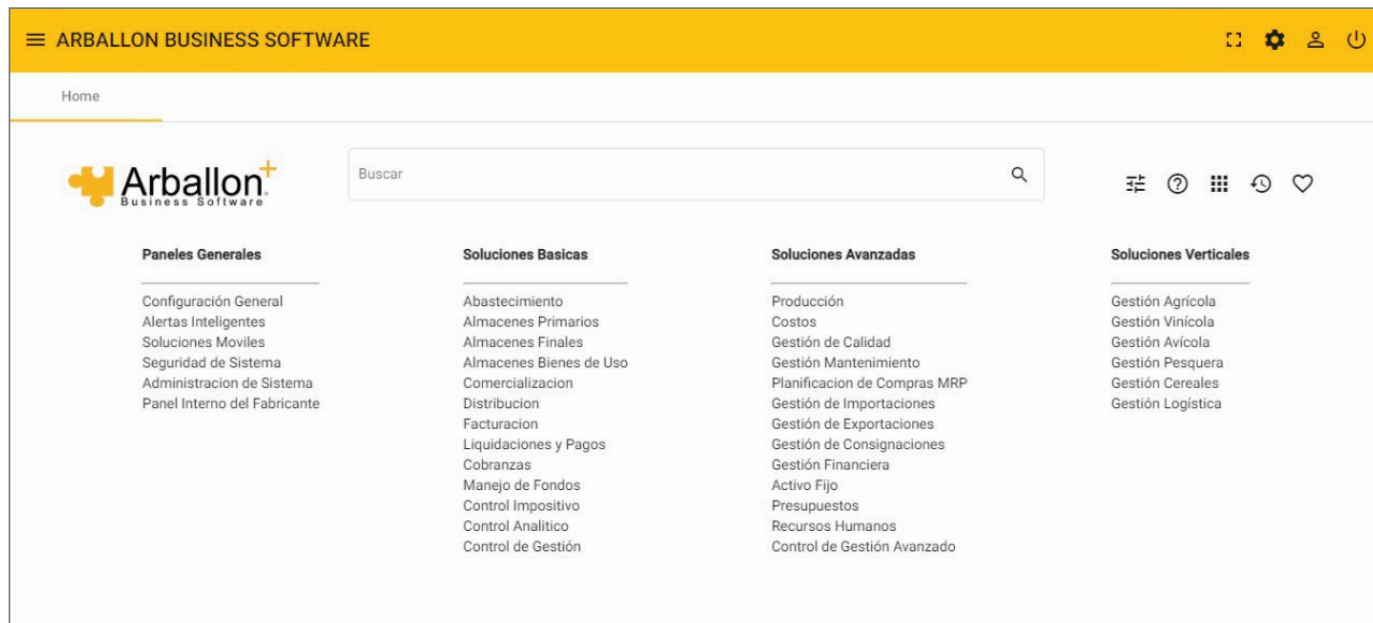 ARBALLON BUSINESS SOFTWARE
Home
Arballon+
Business Software
Buscar
Paneles Generales
Configuración General
Alertas Inteligentes
Soluciones Moviles
Seguridad de Sistema
Administracion de Sistema
Panel Interno del Fabricante
Soluciones Basicas
Abastecimiento
Almacenes Primarios
Almacenes Finales
Almacenes Bienes de Uso
Comercializacion
Distribucion
Facturacion
Liquidaciones y Pagos
Cobranzas
Manejo de Fondos
Control Impositivo
Control Analitico
Control de Gestión
Soluciones Avanzadas
Producción
Costos
Gestión de Calidad
Gestión Mantenimiento
Planificacion de Compras MRP
Gestión de Importaciones
Gestión de Exportaciones
Gestión de Consignaciones
Gestión Financiera
Activo Fijo
Presupuestos
Recursos Humanos
Control de Gestión Avanzado
Soluciones Verticales
Gestión Agrícola
Gestión Vinícola
Gestión Avícola
Gestión Pesquera
Gestión Cereales
Gestión Logística